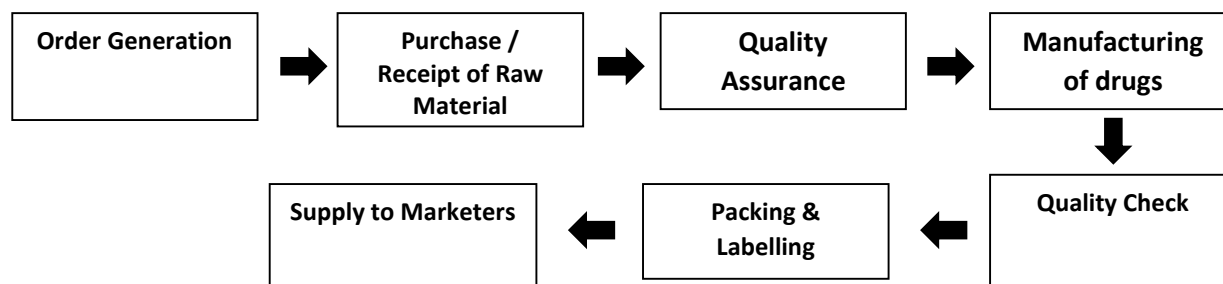 Order Generation
Purchase /
Receipt of Raw
Material
Quality
Assurance
Manufacturing
of drugs
Quality Check
Packing &
Labelling
Supply to Marketers